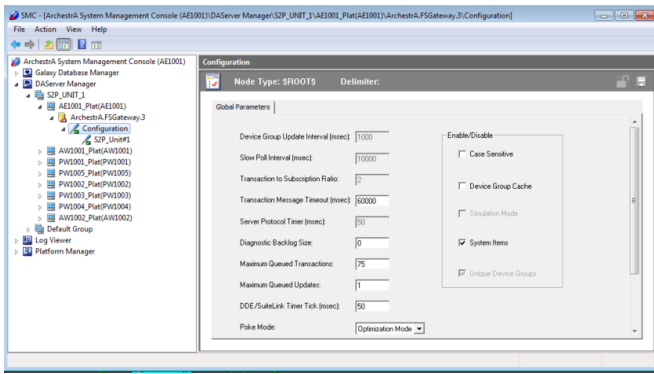 SMC - [ArchestrA System Management Console (AE1001)\DAServer Manager\S2P_UNIT_1\AE1001_Plat(AE1001)\ArchestrA.FSGateway.3\Configuration]
File Action View Help
ArchestrA System Management Console (AE1001)
Galaxy Database Manager
DAServer Manager
S2P_UNIT_1
AE1001_Plat(AE1001)
ArchestrA.FSGateway.3
Configuration
S2P_Unit#1
AW1001_Plat(AW1001)
PW1001_Plat(PW1001)
PW1005_Plat(PW1005)
PW1002_Plat(PW1002)
PW1003_Plat(PW1003)
PW1004_Plat(PW1004)
AW1002_Plat(AW1002)
Default Group
Log Viewer
Platform Manager
Configuration
Node Type: $ROOT$ Delimiter:
Global Parameters
Device Group Update Interval (msec): 1000
Slow Poll Interval (msec): 10000
Transaction to Subscription Ratio: 2
Transaction Message Timeout (msec): 60000
Server Protocol Timer (msec): 50
Diagnostic Backlog Size: 0
Maximum Queued Transactions: 75
Maximum Queued Updates: 1
DDE/SuiteLink Timer Tick (msec): 50
Poke Mode: Optimization Mode
Enable/Disable
Case Sensitive
Device Group Cache
Simulation Mode
System Items
Unique Device Groups